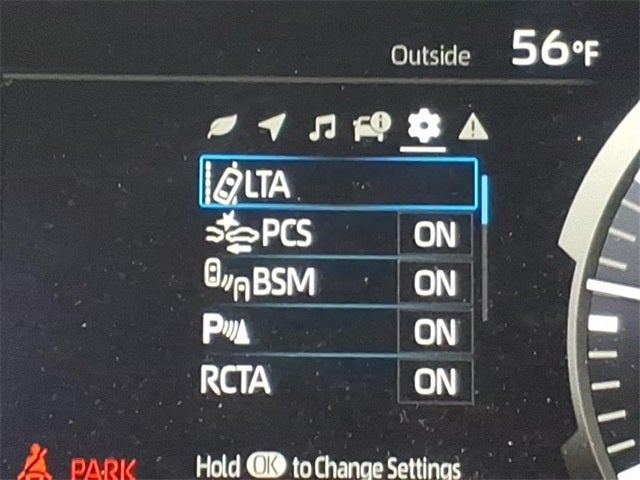 Outside 56°F
LTA
PCS ON
BSM ON
P ON
RCTA ON
PARK
Hold OK to Change Settings